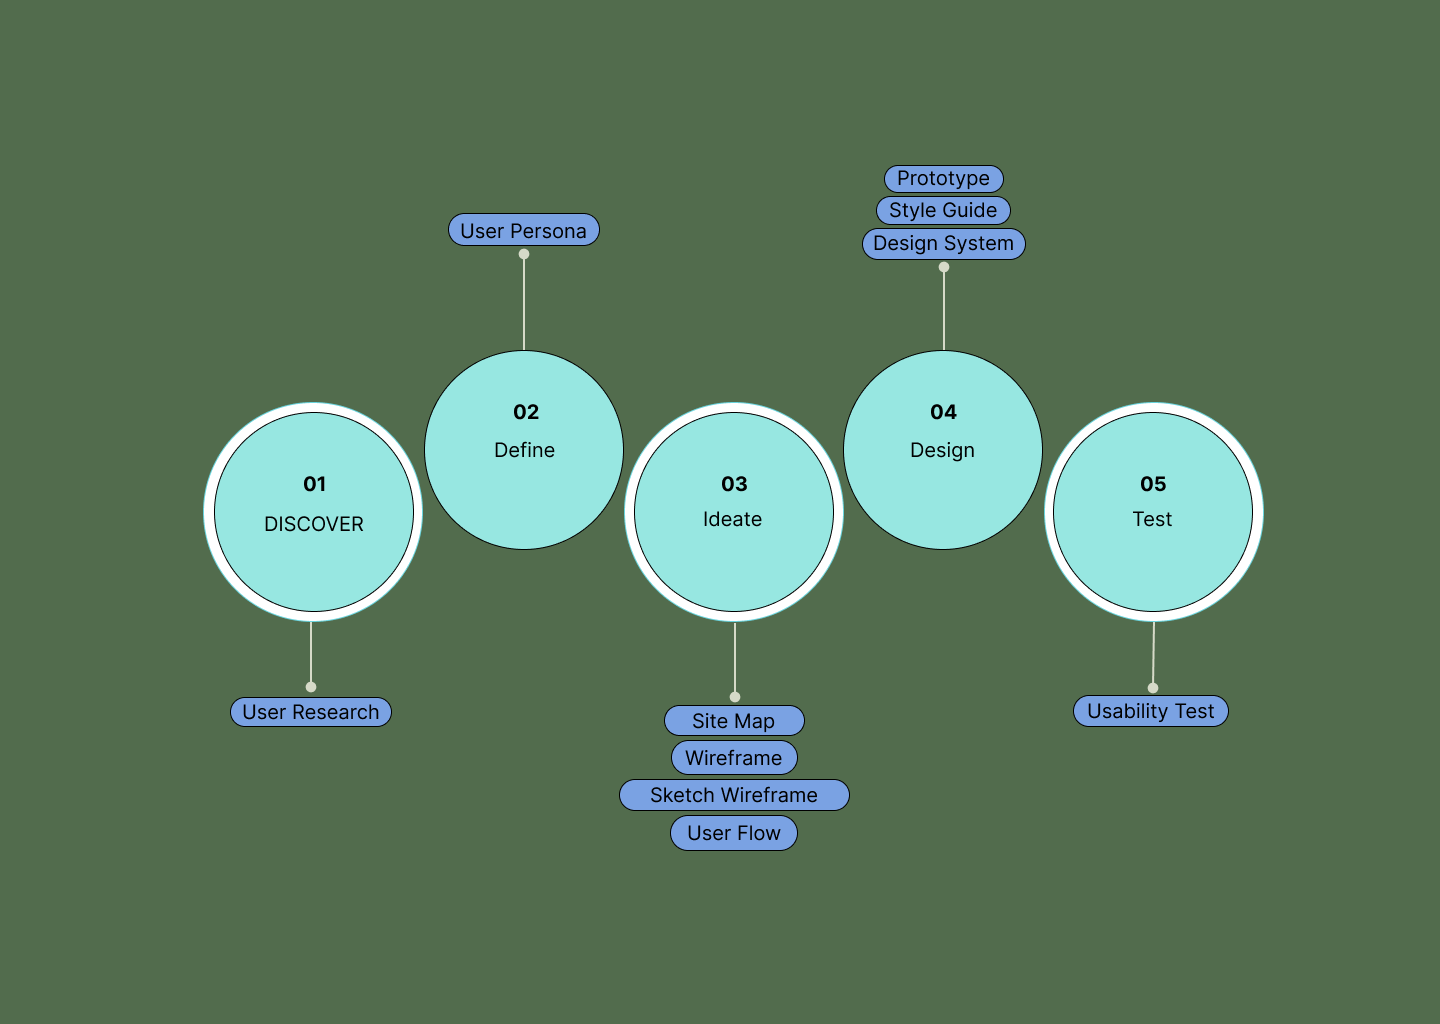 01
DISCOVER
User Research
02
Define
User Persona
03
Ideate
Site Map
Wireframe
Sketch Wireframe
User Flow
04
Design
Prototype
Style Guide
Design System
05
Test
Usability Test